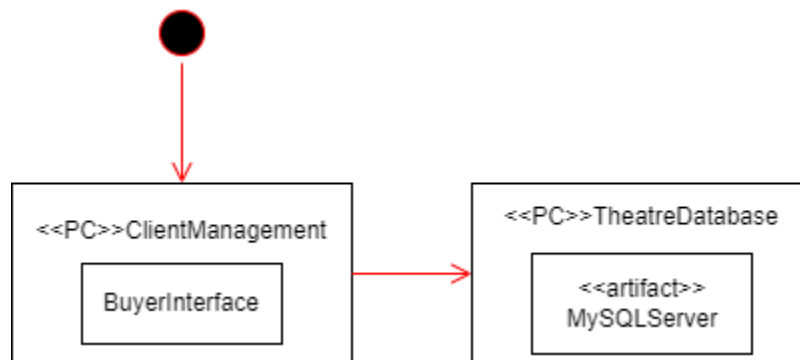 <<PC>>ClientManagement
BuyerInterface
<<PC>>TheatreDatabase
<<artifact>>
MySQLServer